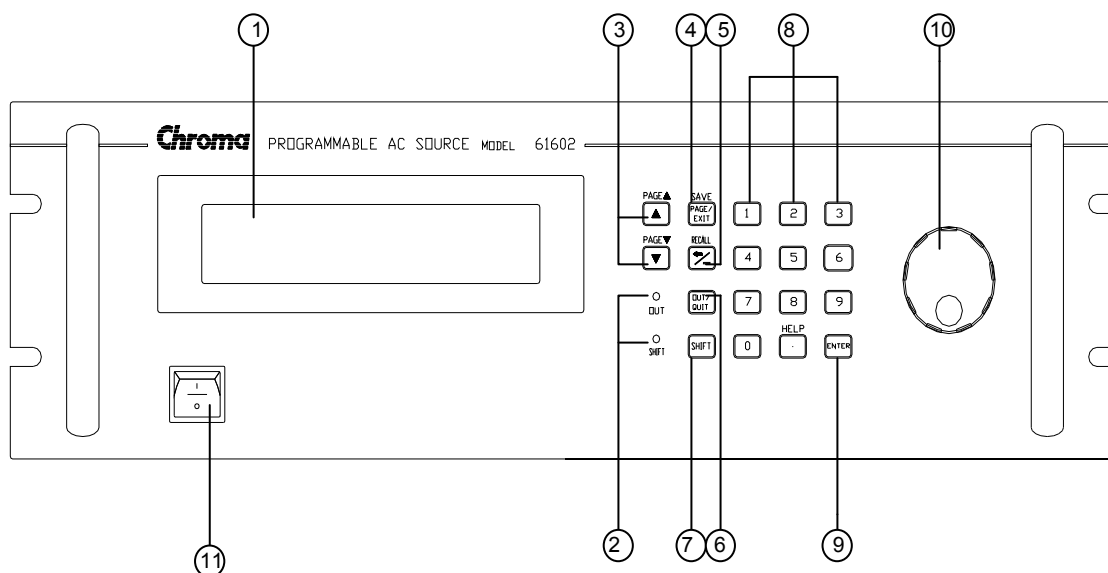 1 3 4 5 8 10
Chroma PROGRAMMABLE AC SOURCE MODEL 61602
PAGE▲ SAVE
▲ PAGE/ EXIT 1 2 3
PAGE▼ RECALL
▼ 4 5 6
OUT OUT/ QUIT 7 8 9
HELP
SHIFT SHIFT 0 . ENTER
I
O
2 7 6 9
11